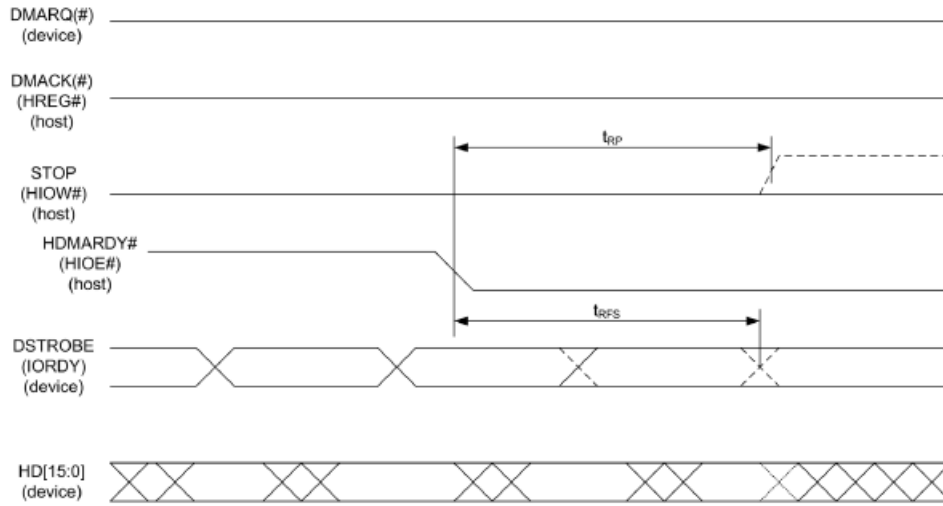 DMARQ(#)
(device)
DMACK(#)
(HREG#)
(host)
tRP
STOP
(HIOW#)
(host)
HDMARDY#
(HIOE#)
(host)
tRFS
DSTROBE
(IORDY)
(device)
HD[15:0]
(device)